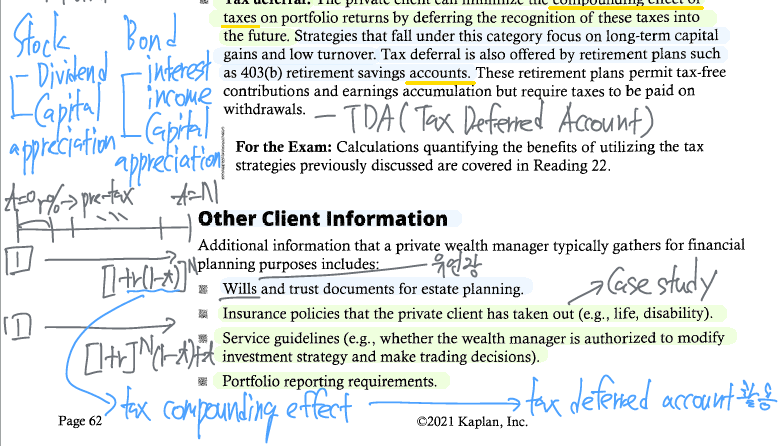 Tax deferral. The private client can minimize the compounding effect of
taxes on portfolio returns by deferring the recognition of these taxes into
the future. Strategies that fall under this category focus on long-term capital
gains and low turnover. Tax deferral is also offered by retirement plans such
as 403(b) retirement savings accounts. These retirement plans permit tax-free
contributions and earnings accumulation but require taxes to be paid on
withdrawals. — TDA (Tax Deferred Account)
For the Exam: Calculations quantifying the benefits of utilizing the tax
strategies previously discussed are covered in Reading 22.
Stock
- Dividend
- Capital
appreciation
Bond
- interest
income
- Capital
appreciation
t=0 r% → pre-tax t=N
1
[1+r(1-t)]^N
1
[1+r]^N(1-t)+t
Other Client Information
Additional information that a private wealth manager typically gathers for financial
planning purposes includes:
유언장
Wills and trust documents for estate planning.
→ Case study
Insurance policies that the private client has taken out (e.g., life, disability).
Service guidelines (e.g., whether the wealth manager is authorized to modify
investment strategy and make trading decisions).
Portfolio reporting requirements.
tax compounding effect → tax deferred account 활용
Page 62
©2021 Kaplan, Inc.